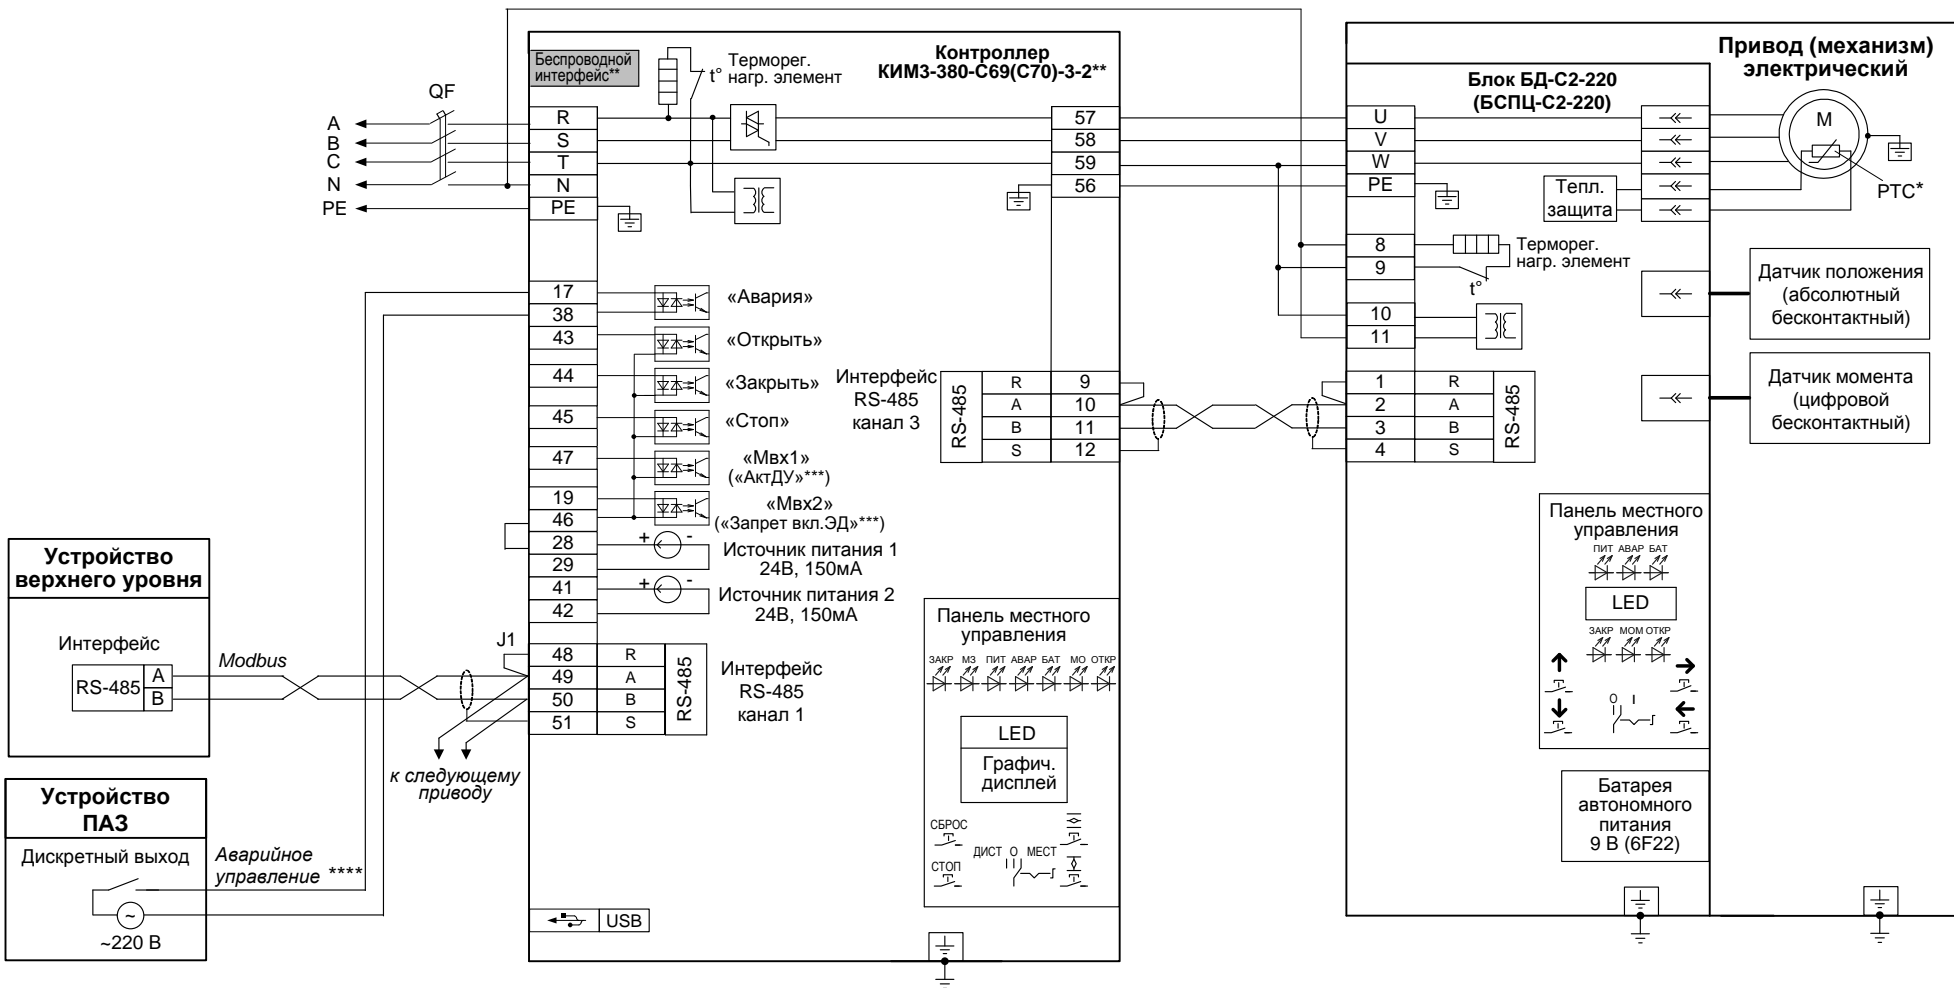 QF
A
B
C
N
PE
Беспроводной
интерфейс**
Терморег.
нагр. элемент
t°
Контроллер
КИМ3-380-С69(С70)-3-2**
R
S
T
N
PE
57
58
59
56
17
38
43
44
45
47
19
46
28
29
41
42
«Авария»
«Открыть»
«Закрыть»
«Стоп»
«Мвх1»
(«АктДУ»***)
«Мвх2»
(«Запрет вкл.ЭД»***)
+ -
Источник питания 1
24В, 150мА
+ -
Источник питания 2
24В, 150мА
J1
48 R
49 A
50 B
51 S
RS-485
Интерфейс
RS-485
канал 1
Интерфейс
RS-485
канал 3
RS-485
R 9
A 10
B 11
S 12
Панель местного
управления
ЗАКР МЗ ПИТ АВАР БАТ МО ОТКР
LED
Графич.
дисплей
СБРОС
СТОП
ДИСТ О МЕСТ
USB
Устройство
верхнего уровня
Интерфейс
RS-485
A
B
Modbus
к следующему
приводу
Устройство
ПАЗ
Дискретный выход
~
~220 В
Аварийное
управление ****
Привод (механизм)
электрический
Блок БД-С2-220
(БСПЦ-С2-220)
U
V
W
PE
M
PTC*
Тепл.
защита
8
9
Терморег.
нагр. элемент
t°
10
11
1 R
2 A
3 B
4 S
RS-485
Датчик положения
(абсолютный
бесконтактный)
Датчик момента
(цифровой
бесконтактный)
Панель местного
управления
ПИТ АВАР БАТ
LED
ЗАКР МОМ ОТКР
О I
Батарея
автономного
питания
9 В (6F22)